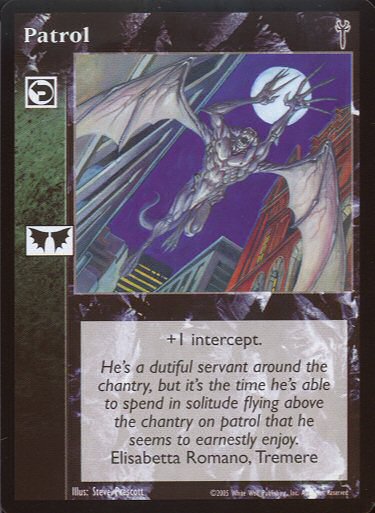 Patrol
+1 intercept.
He's a dutiful servant around the
chantry, but it's the time he's able
to spend in solitude flying above
the chantry on patrol that he
seems to earnestly enjoy.
Elisabetta Romano, Tremere
Illus: Steve Prescott
©2005 White Wolf Publishing, Inc. All Rights Reserved